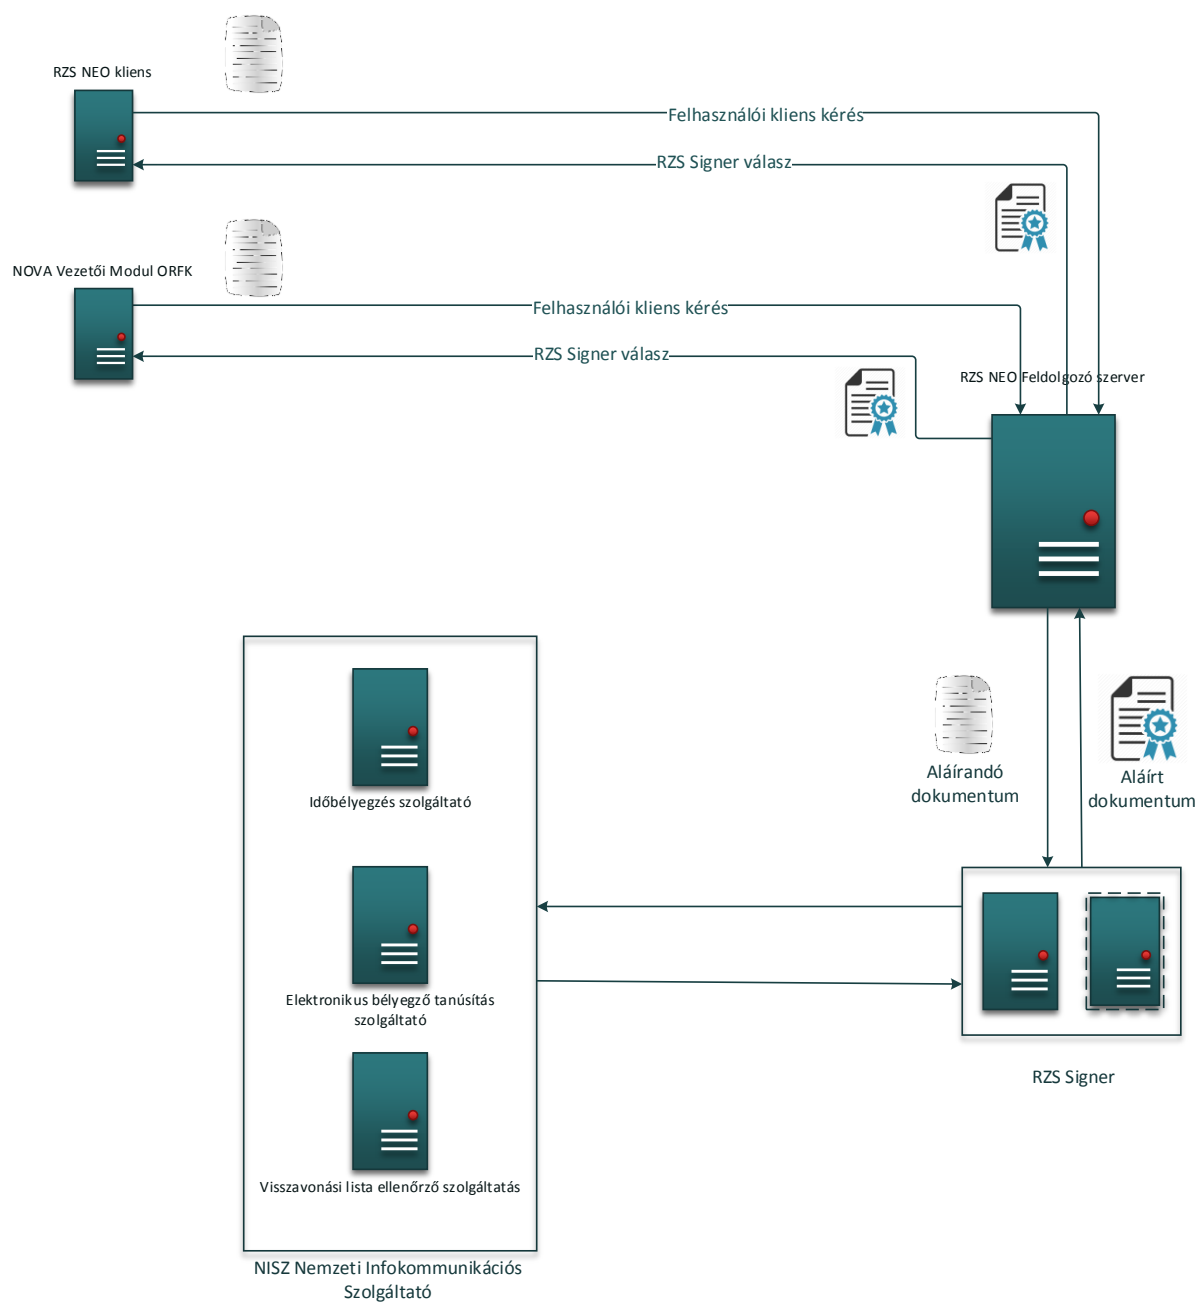 RZS NEO kliens
Felhasználói kliens kérés
RZS Signer válasz
NOVA Vezetői Modul ORFK
Felhasználói kliens kérés
RZS Signer válasz
RZS NEO Feldolgozó szerver
Aláírandó
dokumentum
Aláírt
dokumentum
Időbélyegzés szolgáltató
Elektronikus bélyegző tanúsítás
szolgáltató
RZS Signer
Visszavonási lista ellenőrző szolgáltatás
NISZ Nemzeti Infokommunikációs
Szolgáltató